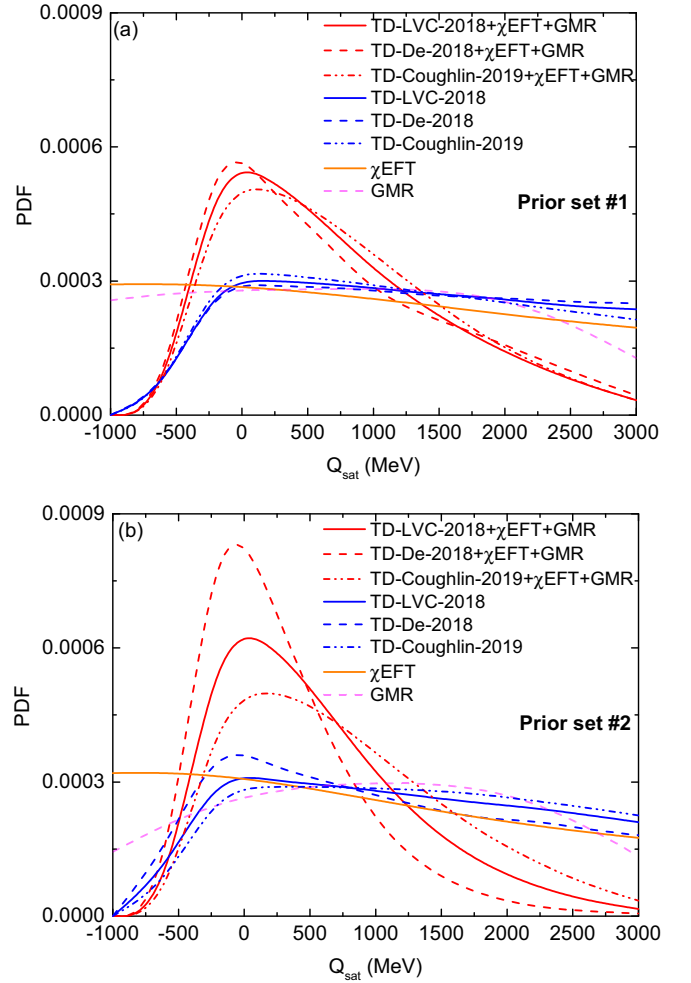 0.0009
(a)
TD-LVC-2018+χEFT+GMR
TD-De-2018+χEFT+GMR
TD-Coughlin-2019+χEFT+GMR
TD-LVC-2018
TD-De-2018
TD-Coughlin-2019
χEFT
GMR
0.0006
PDF
Prior set #1
0.0003
0.0000
-1000 -500 0 500 1000 1500 2000 2500 3000
Q_sat (MeV)
0.0009
(b)
TD-LVC-2018+χEFT+GMR
TD-De-2018+χEFT+GMR
TD-Coughlin-2019+χEFT+GMR
TD-LVC-2018
TD-De-2018
TD-Coughlin-2019
χEFT
GMR
0.0006
PDF
Prior set #2
0.0003
0.0000
-1000 -500 0 500 1000 1500 2000 2500 3000
Q_sat (MeV)